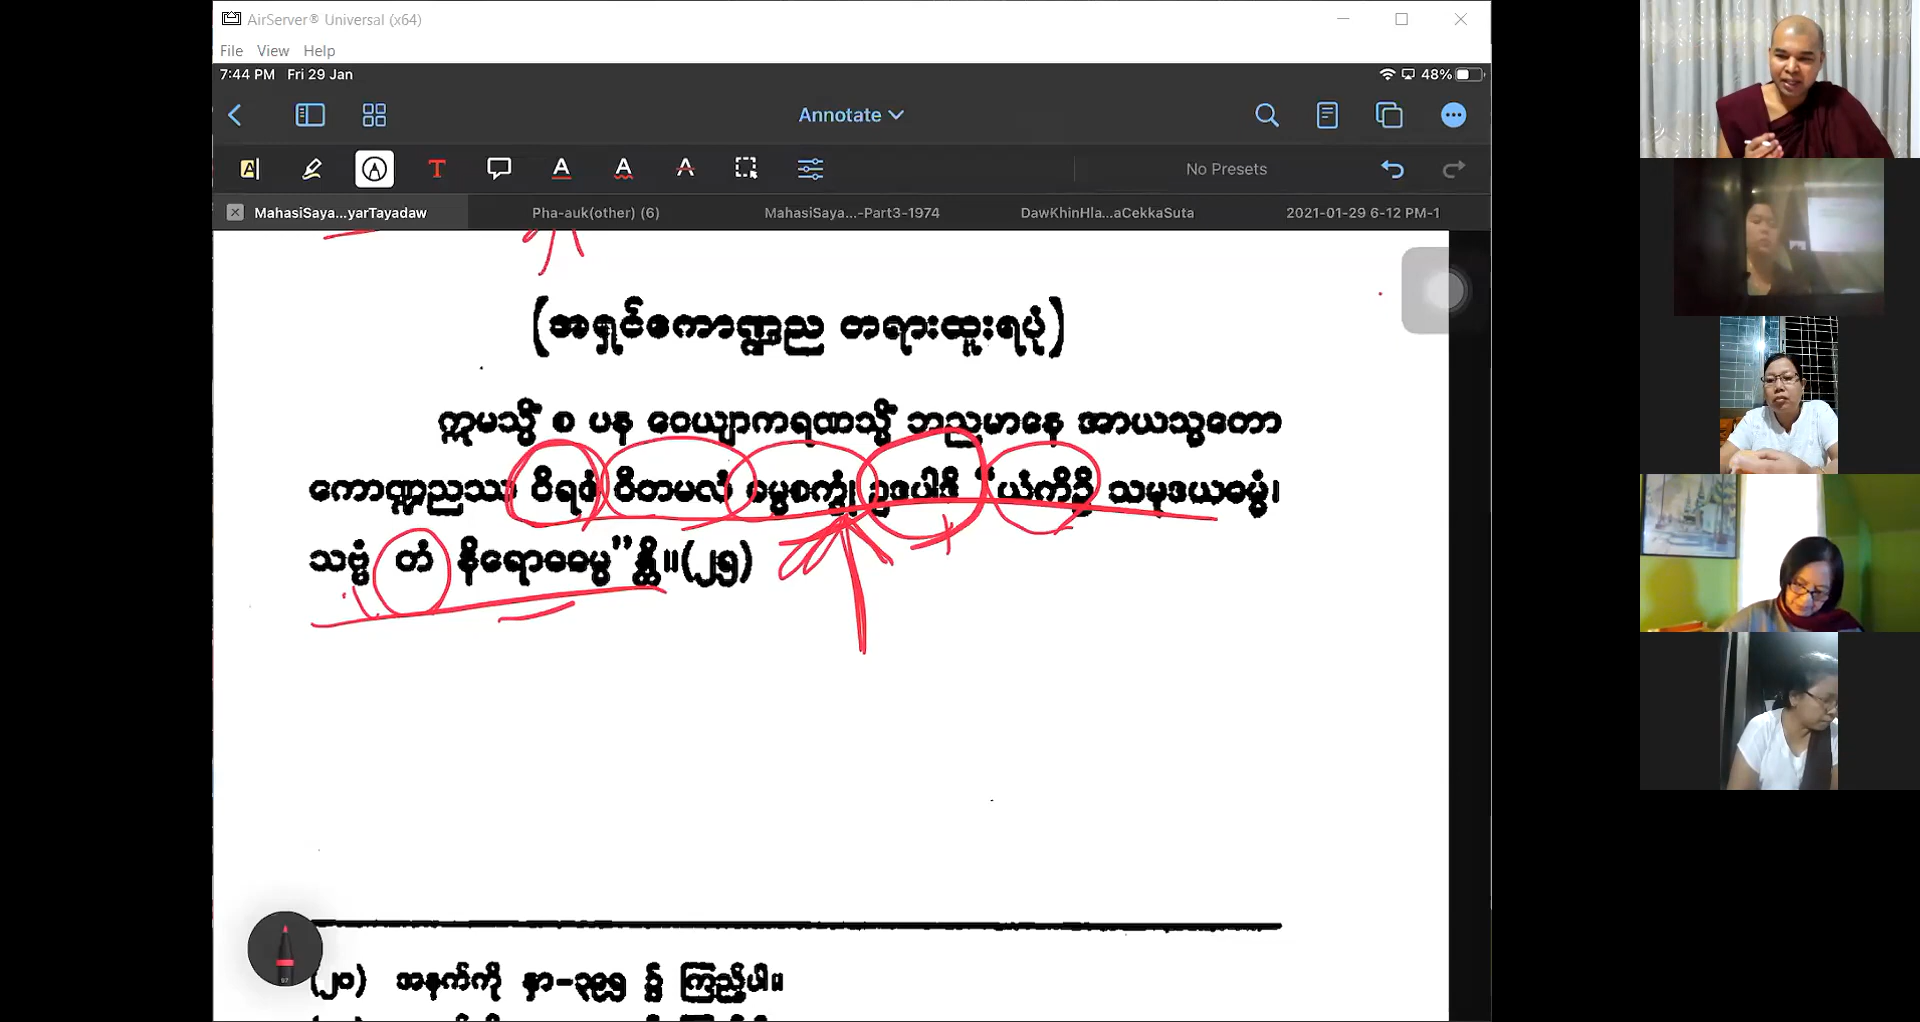 AirServer® Universal (x64)
File View Help
7:44 PM Fri 29 Jan
48%
Annotate
No Presets
MahasiSaya...yarTayadaw
Pha-auk(other) (6)
MahasiSaya...-Part3-1974
DawKhinHla...aCekkaSuta
2021-01-29 6-12 PM-1
(အရှင်ကောဏ္ဍည တရားထူးရပုံ)
ဣမသ္မိံ စ ပန ဝေယျာကရဏသ္မိံ ဘညမာနေ အာယသ္မတော
ကောဏ္ဍညဿ ဝိရဇံ ဝီတမလံ ဓမ္မစက္ခုံ ဥဒပါဒိ “ယံကိဉ္စိ သမုဒယဓမ္မံ၊
သဗ္ဗံ တံ နိရောဓဓမ္မ”န္တိ။(၂၅)
(၂၀) အနက်ကို နှာ-၃၉၅ ၌ ကြည့်ပါ။